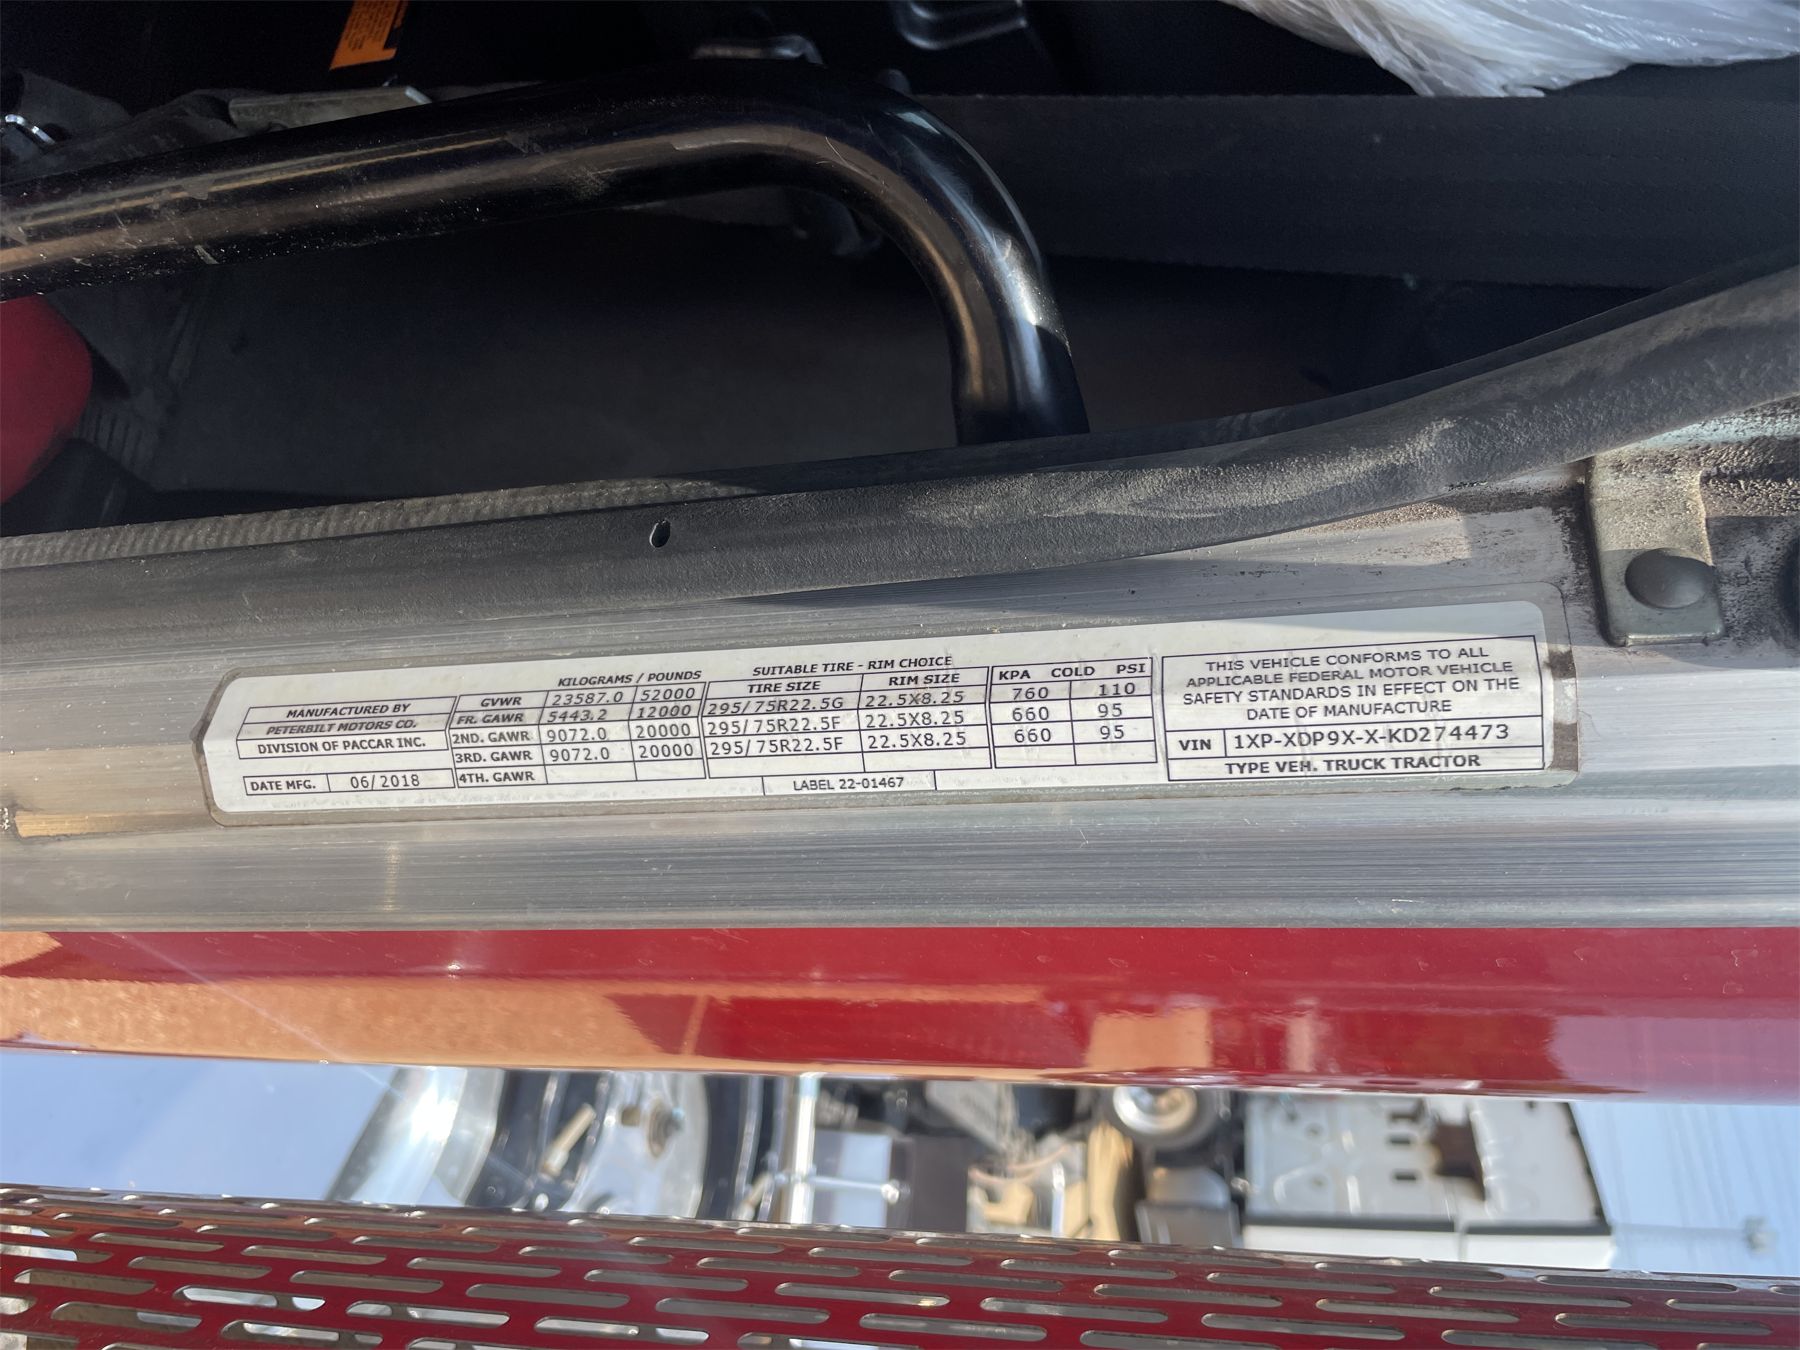 KILOGRAMS / POUNDS SUITABLE TIRE - RIM CHOICE
MANUFACTURED BY
PETERBILT MOTORS CO.
DIVISION OF PACCAR INC.
DATE MFG. 06/2018
GVWR 23587.0 52000 TIRE SIZE RIM SIZE KPA COLD PSI
FR. GAWR 5443.2 12000 295/75R22.5G 22.5X8.25 760 110
2ND. GAWR 9072.0 20000 295/75R22.5F 22.5X8.25 660 95
3RD. GAWR 9072.0 20000 295/75R22.5F 22.5X8.25 660 95
4TH. GAWR
LABEL 22-01467
THIS VEHICLE CONFORMS TO ALL
APPLICABLE FEDERAL MOTOR VEHICLE
SAFETY STANDARDS IN EFFECT ON THE
DATE OF MANUFACTURE
VIN 1XP-XDP9X-X-KD274473
TYPE VEH. TRUCK TRACTOR